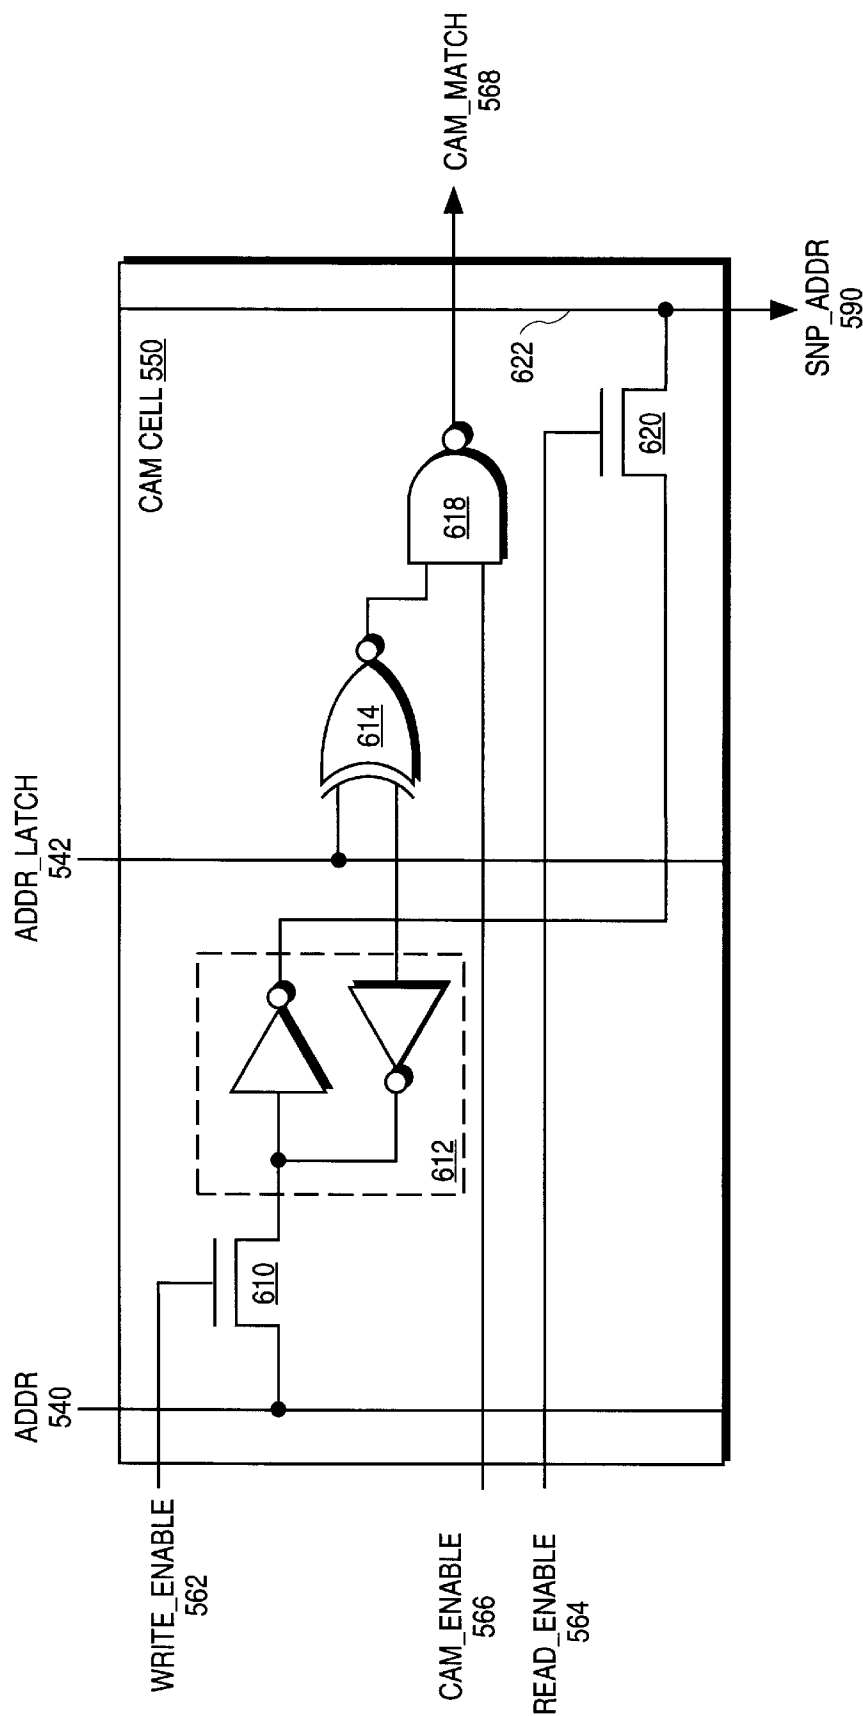 WRITE_ENABLE
562
CAM_ENABLE
566
READ_ENABLE
564
ADDR
540
ADDR_LATCH
542
CAM CELL 550
610
612
614
618
620
622
CAM_MATCH
568
SNP_ADDR
590